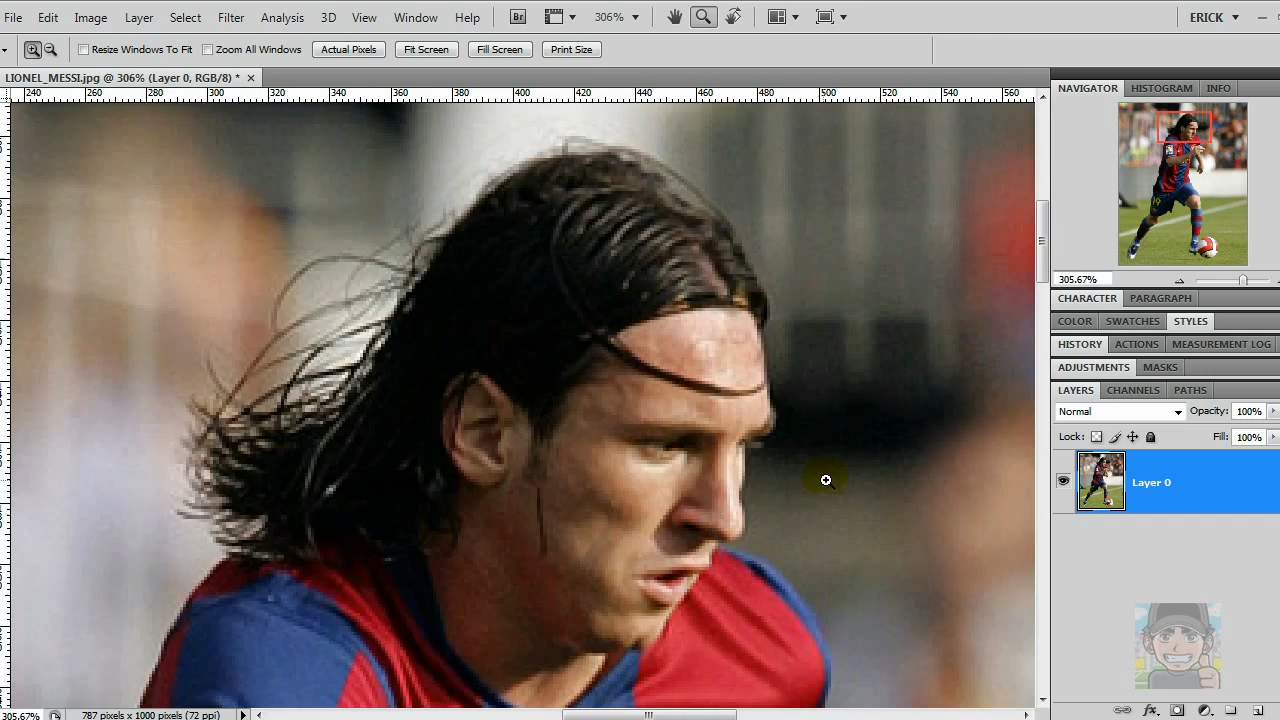 File Edit Image Layer Select Filter Analysis 3D View Window Help Br 306% ERICK
Resize Windows To Fit Zoom All Windows Actual Pixels Fit Screen Fill Screen Print Size
LIONEL_MESSI.jpg @ 306% (Layer 0, RGB/8) *
240 260 280 300 320 340 360 380 400 420 440 460 480 500 520 540 560
NAVIGATOR HISTOGRAM INFO
305.67%
CHARACTER PARAGRAPH
COLOR SWATCHES STYLES
HISTORY ACTIONS MEASUREMENT LOG
ADJUSTMENTS MASKS
LAYERS CHANNELS PATHS
Normal Opacity: 100%
Lock: Fill: 100%
Layer 0
305.67% 787 pixels x 1000 pixels (72 ppi)